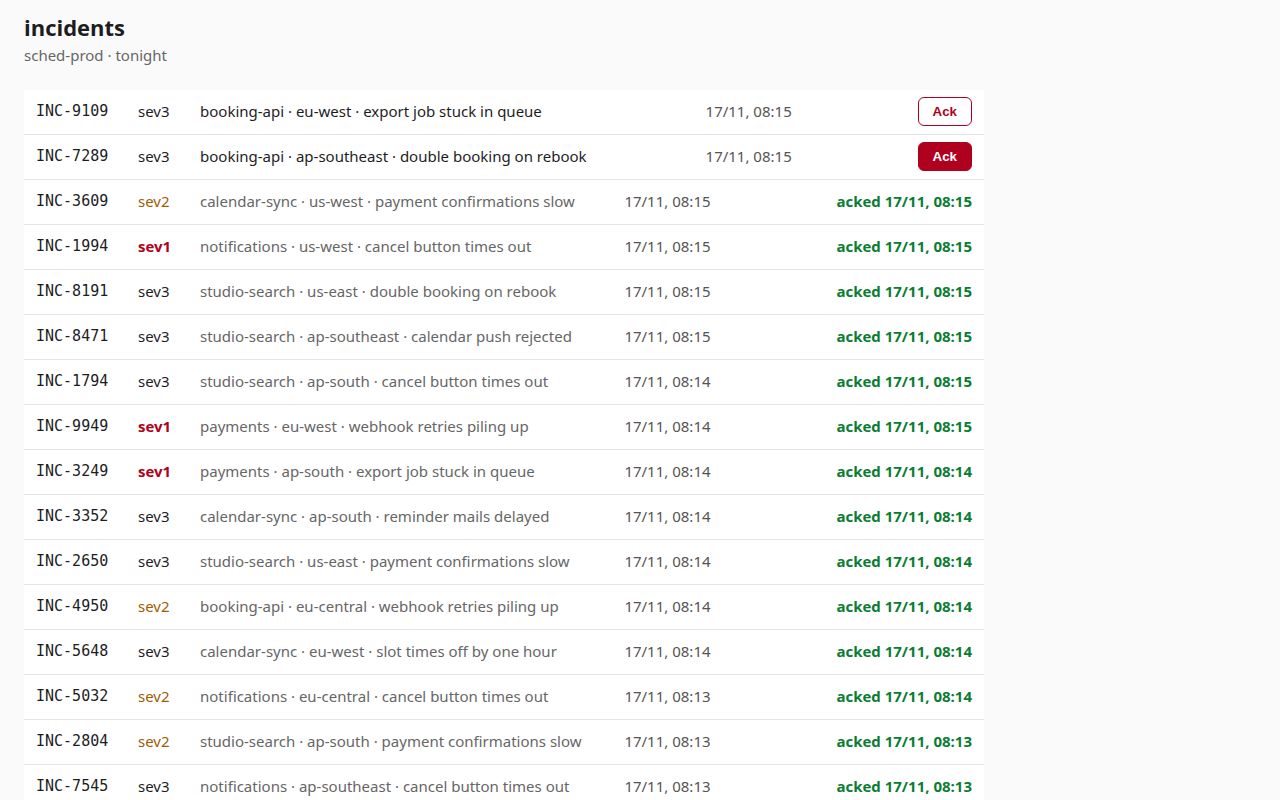 incidents
sched-prod · tonight
INC-9109 sev3 booking-api · eu-west · export job stuck in queue 17/11, 08:15 Ack
INC-7289 sev3 booking-api · ap-southeast · double booking on rebook 17/11, 08:15 Ack
INC-3609 sev2 calendar-sync · us-west · payment confirmations slow 17/11, 08:15 acked 17/11, 08:15
INC-1994 sev1 notifications · us-west · cancel button times out 17/11, 08:15 acked 17/11, 08:15
INC-8191 sev3 studio-search · us-east · double booking on rebook 17/11, 08:15 acked 17/11, 08:15
INC-8471 sev3 studio-search · ap-southeast · calendar push rejected 17/11, 08:15 acked 17/11, 08:15
INC-1794 sev3 studio-search · ap-south · cancel button times out 17/11, 08:14 acked 17/11, 08:15
INC-9949 sev1 payments · eu-west · webhook retries piling up 17/11, 08:14 acked 17/11, 08:15
INC-3249 sev1 payments · ap-south · export job stuck in queue 17/11, 08:14 acked 17/11, 08:14
INC-3352 sev3 calendar-sync · ap-south · reminder mails delayed 17/11, 08:14 acked 17/11, 08:14
INC-2650 sev3 studio-search · us-east · payment confirmations slow 17/11, 08:14 acked 17/11, 08:14
INC-4950 sev2 booking-api · eu-central · webhook retries piling up 17/11, 08:14 acked 17/11, 08:14
INC-5648 sev3 calendar-sync · eu-west · slot times off by one hour 17/11, 08:14 acked 17/11, 08:14
INC-5032 sev2 notifications · eu-central · cancel button times out 17/11, 08:13 acked 17/11, 08:14
INC-2804 sev2 studio-search · ap-south · payment confirmations slow 17/11, 08:13 acked 17/11, 08:13
INC-7545 sev3 notifications · ap-southeast · cancel button times out 17/11, 08:13 acked 17/11, 08:13